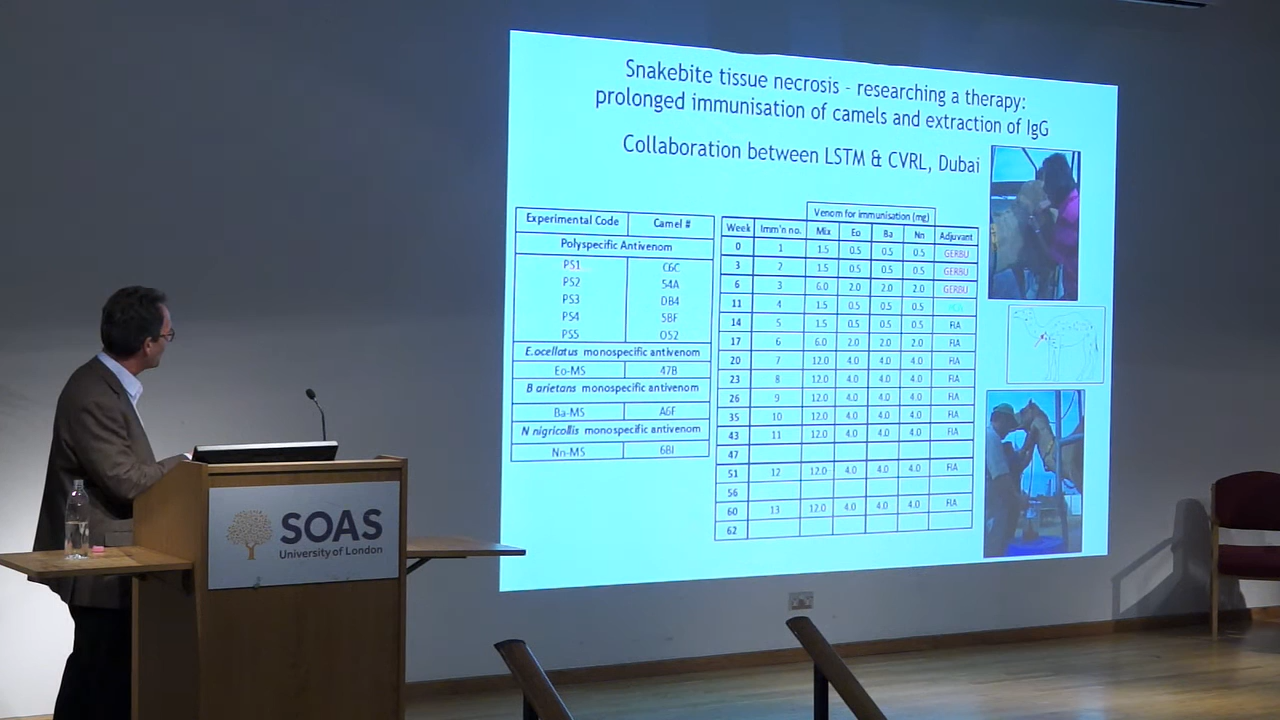 Snakebite tissue necrosis - researching a therapy:
prolonged immunisation of camels and extraction of IgG
Collaboration between LSTM & CVRL, Dubai
Experimental Code Camel #
Polyspecific Antivenom
PS1 C6C
PS2 54A
PS3 DB4
PS4 5BF
PS5 O52
E.ocellatus monospecific antivenom
Eo-MS 47B
B arietans monospecific antivenom
Ba-MS A6F
N nigricollis monospecific antivenom
Nn-MS 6BI
Venom for immunisation (mg)
Week Imm'n no. Mix Eo Ba Nn Adjuvant
0 1 1.5 0.5 0.5 0.5 GERBU
3 2 1.5 0.5 0.5 0.5 GERBU
6 3 6.0 2.0 2.0 2.0 GERBU
11 4 1.5 0.5 0.5 0.5
14 5 1.5 0.5 0.5 0.5 FIA
17 6 6.0 2.0 2.0 2.0 FIA
20 7 12.0 4.0 4.0 4.0 FIA
23 8 12.0 4.0 4.0 4.0 FIA
26 9 12.0 4.0 4.0 4.0 FIA
35 10 12.0 4.0 4.0 4.0 FIA
43 11 12.0 4.0 4.0 4.0 FIA
47
51 12 12.0 4.0 4.0 4.0 FIA
56
60 13 12.0 4.0 4.0 4.0 FIA
62
SOAS
University of London